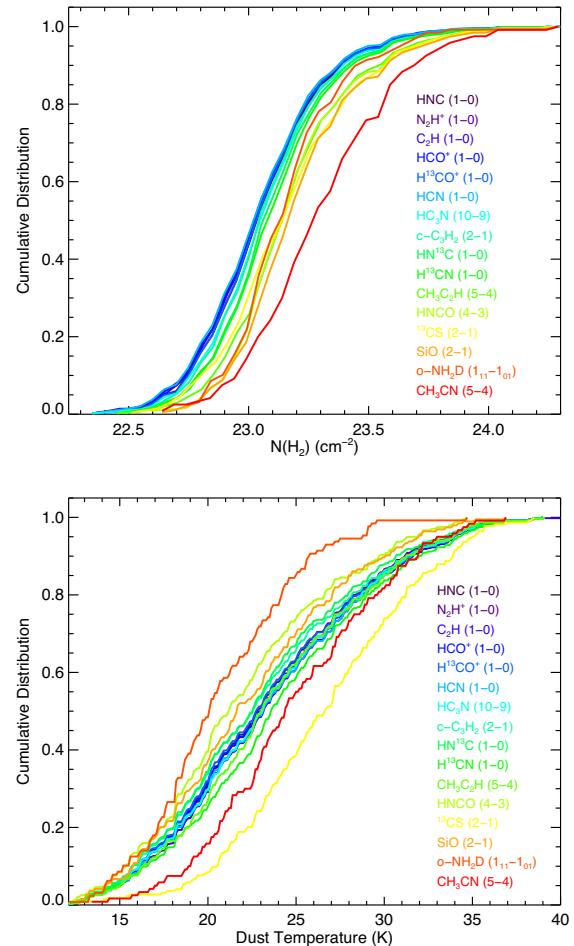 1.0
0.8
0.6
0.4
0.2
0.0
Cumulative Distribution
HNC (1−0)
N₂H⁺ (1−0)
C₂H (1−0)
HCO⁺ (1−0)
H¹³CO⁺ (1−0)
HCN (1−0)
HC₃N (10−9)
c−C₃H₂ (2−1)
HN¹³C (1−0)
H¹³CN (1−0)
CH₃C₂H (5−4)
HNCO (4−3)
¹³CS (2−1)
SiO (2−1)
o−NH₂D (1₁₁−1₀₁)
CH₃CN (5−4)
22.5 23.0 23.5 24.0
N(H₂) (cm⁻²)
1.0
0.8
0.6
0.4
0.2
0.0
Cumulative Distribution
HNC (1−0)
N₂H⁺ (1−0)
C₂H (1−0)
HCO⁺ (1−0)
H¹³CO⁺ (1−0)
HCN (1−0)
HC₃N (10−9)
c−C₃H₂ (2−1)
HN¹³C (1−0)
H¹³CN (1−0)
CH₃C₂H (5−4)
HNCO (4−3)
¹³CS (2−1)
SiO (2−1)
o−NH₂D (1₁₁−1₀₁)
CH₃CN (5−4)
15 20 25 30 35 40
Dust Temperature (K)